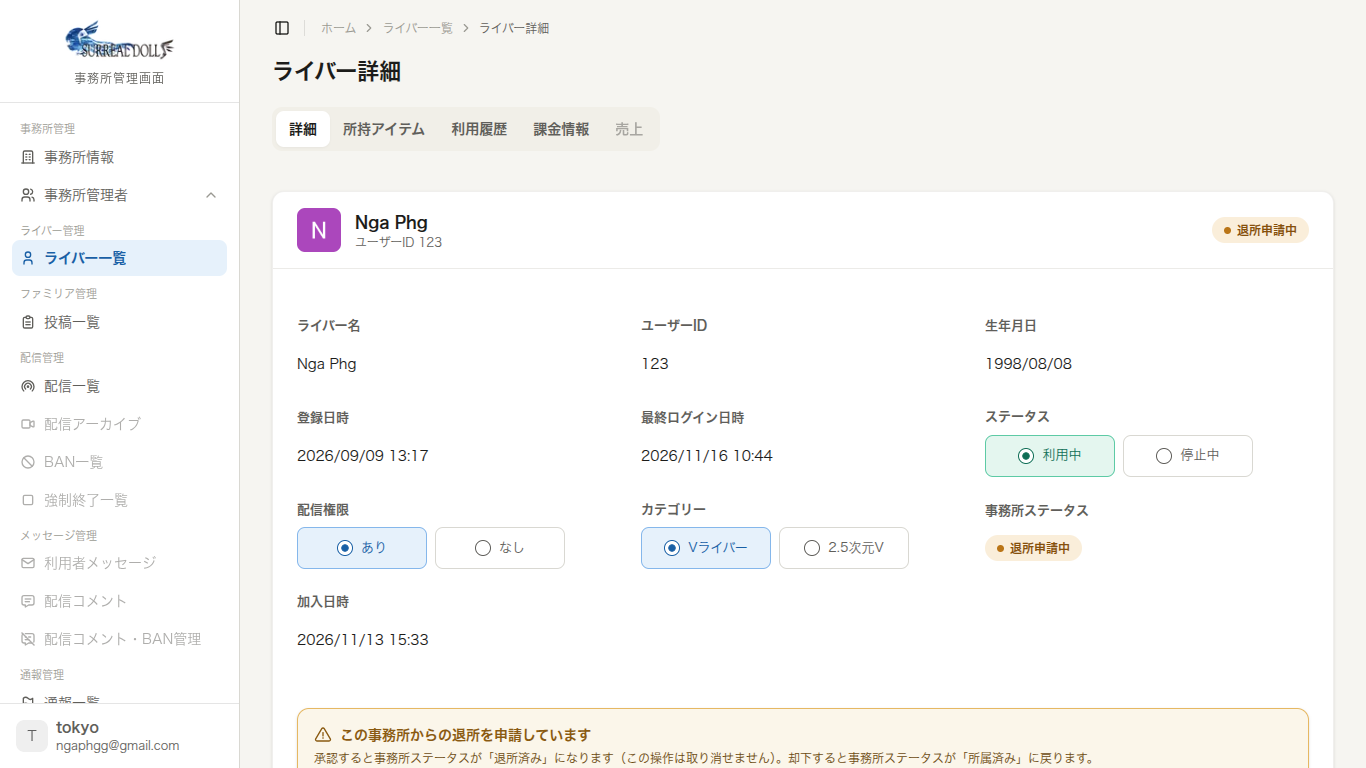 SURREAL DOLLS
事務所管理画面
事務所管理
事務所情報
事務所管理者
ライバー管理
ライバー一覧
ファミリア管理
投稿一覧
配信管理
配信一覧
配信アーカイブ
BAN一覧
強制終了一覧
メッセージ管理
利用者メッセージ
配信コメント
配信コメント・BAN管理
通報管理
通報一覧
T
tokyo
ngaphgg@gmail.com
ホーム > ライバー一覧 > ライバー詳細
ライバー詳細
詳細 所持アイテム 利用履歴 課金情報 売上
N
Nga Phg
ユーザーID 123
退所申請中
ライバー名 ユーザーID 生年月日
Nga Phg 123 1998/08/08
登録日時 最終ログイン日時 ステータス
2026/09/09 13:17 2026/11/16 10:44 利用中 停止中
配信権限 カテゴリー 事務所ステータス
あり なし Vライバー 2.5次元V 退所申請中
加入日時
2026/11/13 15:33
この事務所からの退所を申請しています
承認すると事務所ステータスが「退所済み」になります（この操作は取り消せません）。却下すると事務所ステータスが「所属済み」に戻ります。